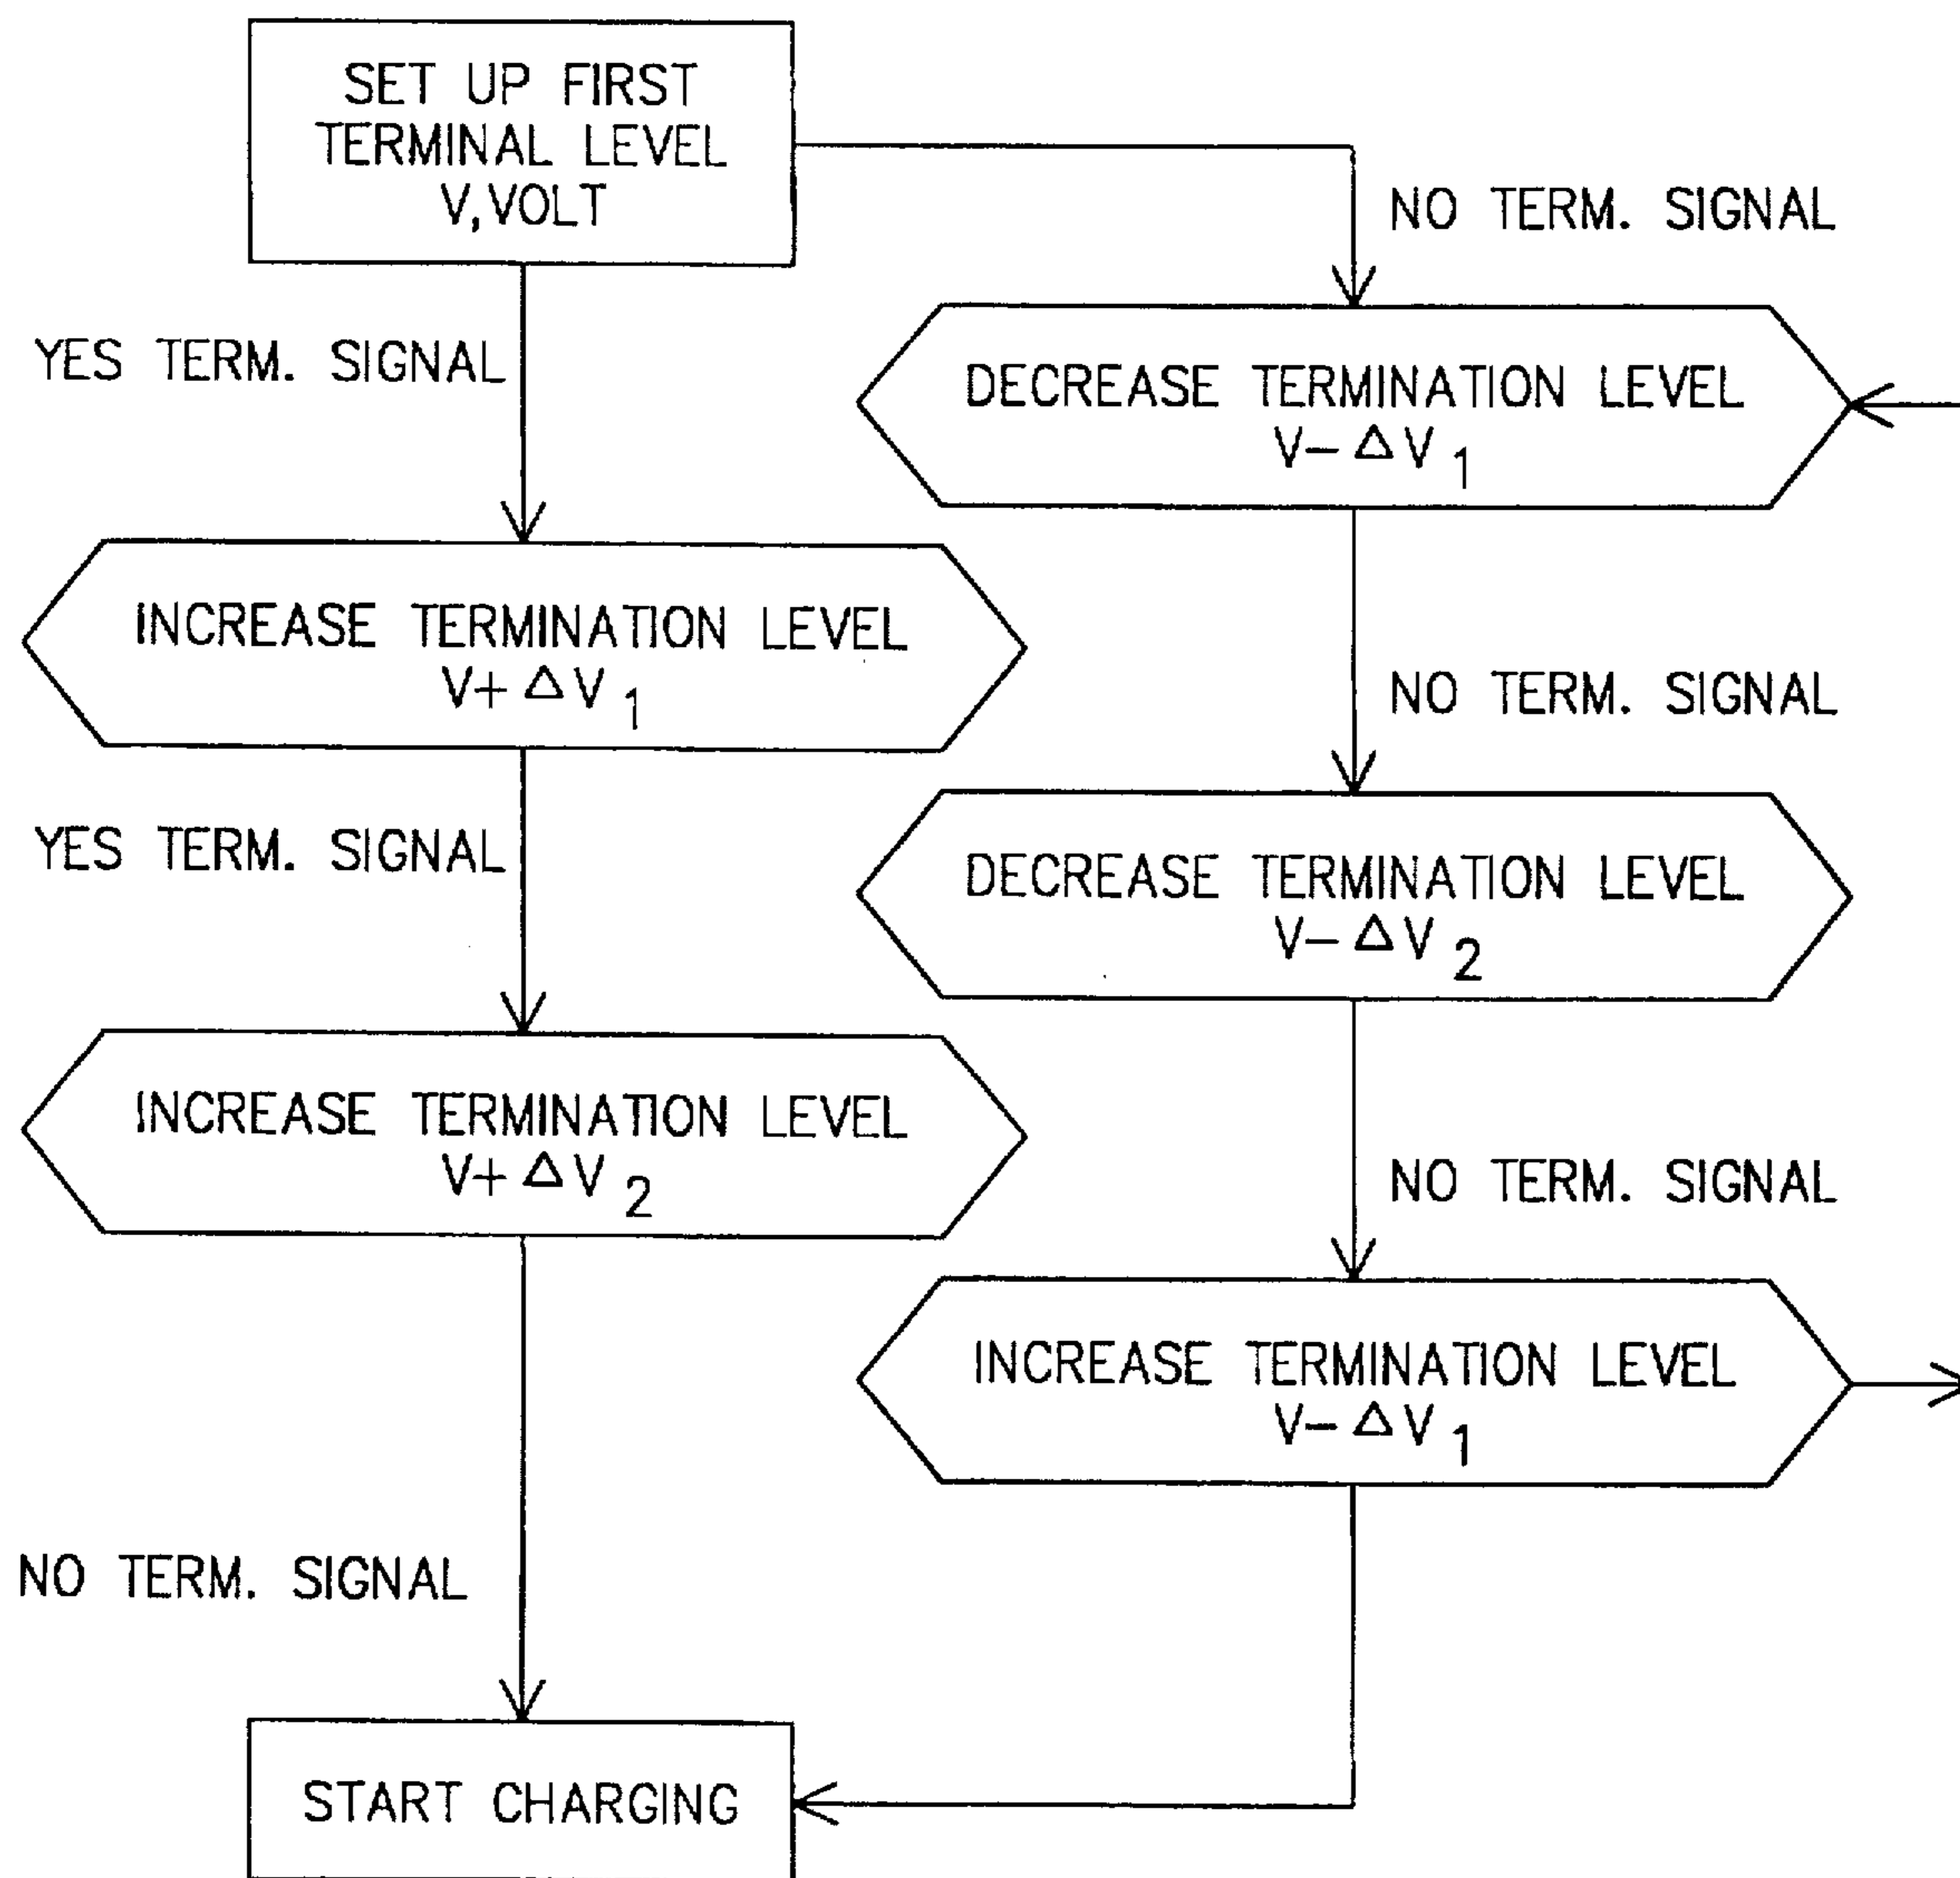 SET UP FIRST
TERMINAL LEVEL
V,VOLT
NO TERM. SIGNAL
YES TERM. SIGNAL
DECREASE TERMINATION LEVEL
V- ΔV 1
INCREASE TERMINATION LEVEL
V+ ΔV 1
NO TERM. SIGNAL
YES TERM. SIGNAL
DECREASE TERMINATION LEVEL
V- ΔV 2
INCREASE TERMINATION LEVEL
V+ ΔV 2
NO TERM. SIGNAL
INCREASE TERMINATION LEVEL
V- ΔV 1
NO TERM. SIGNAL
START CHARGING